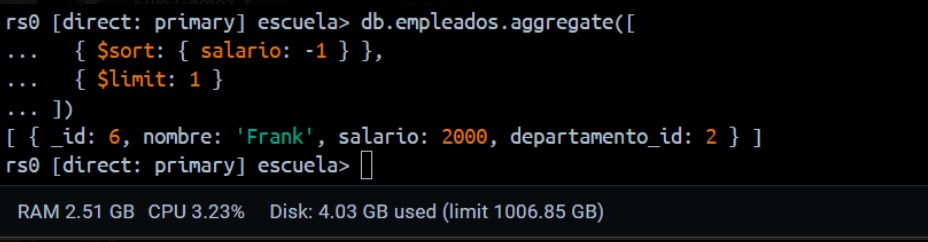 rs0 [direct: primary] escuela> db.empleados.aggregate([
...   { $sort: { salario: -1 } },
...   { $limit: 1 }
... ])
[ { _id: 6, nombre: 'Frank', salario: 2000, departamento_id: 2 } ]
rs0 [direct: primary] escuela>
RAM 2.51 GB  CPU 3.23%    Disk: 4.03 GB used (limit 1006.85 GB)